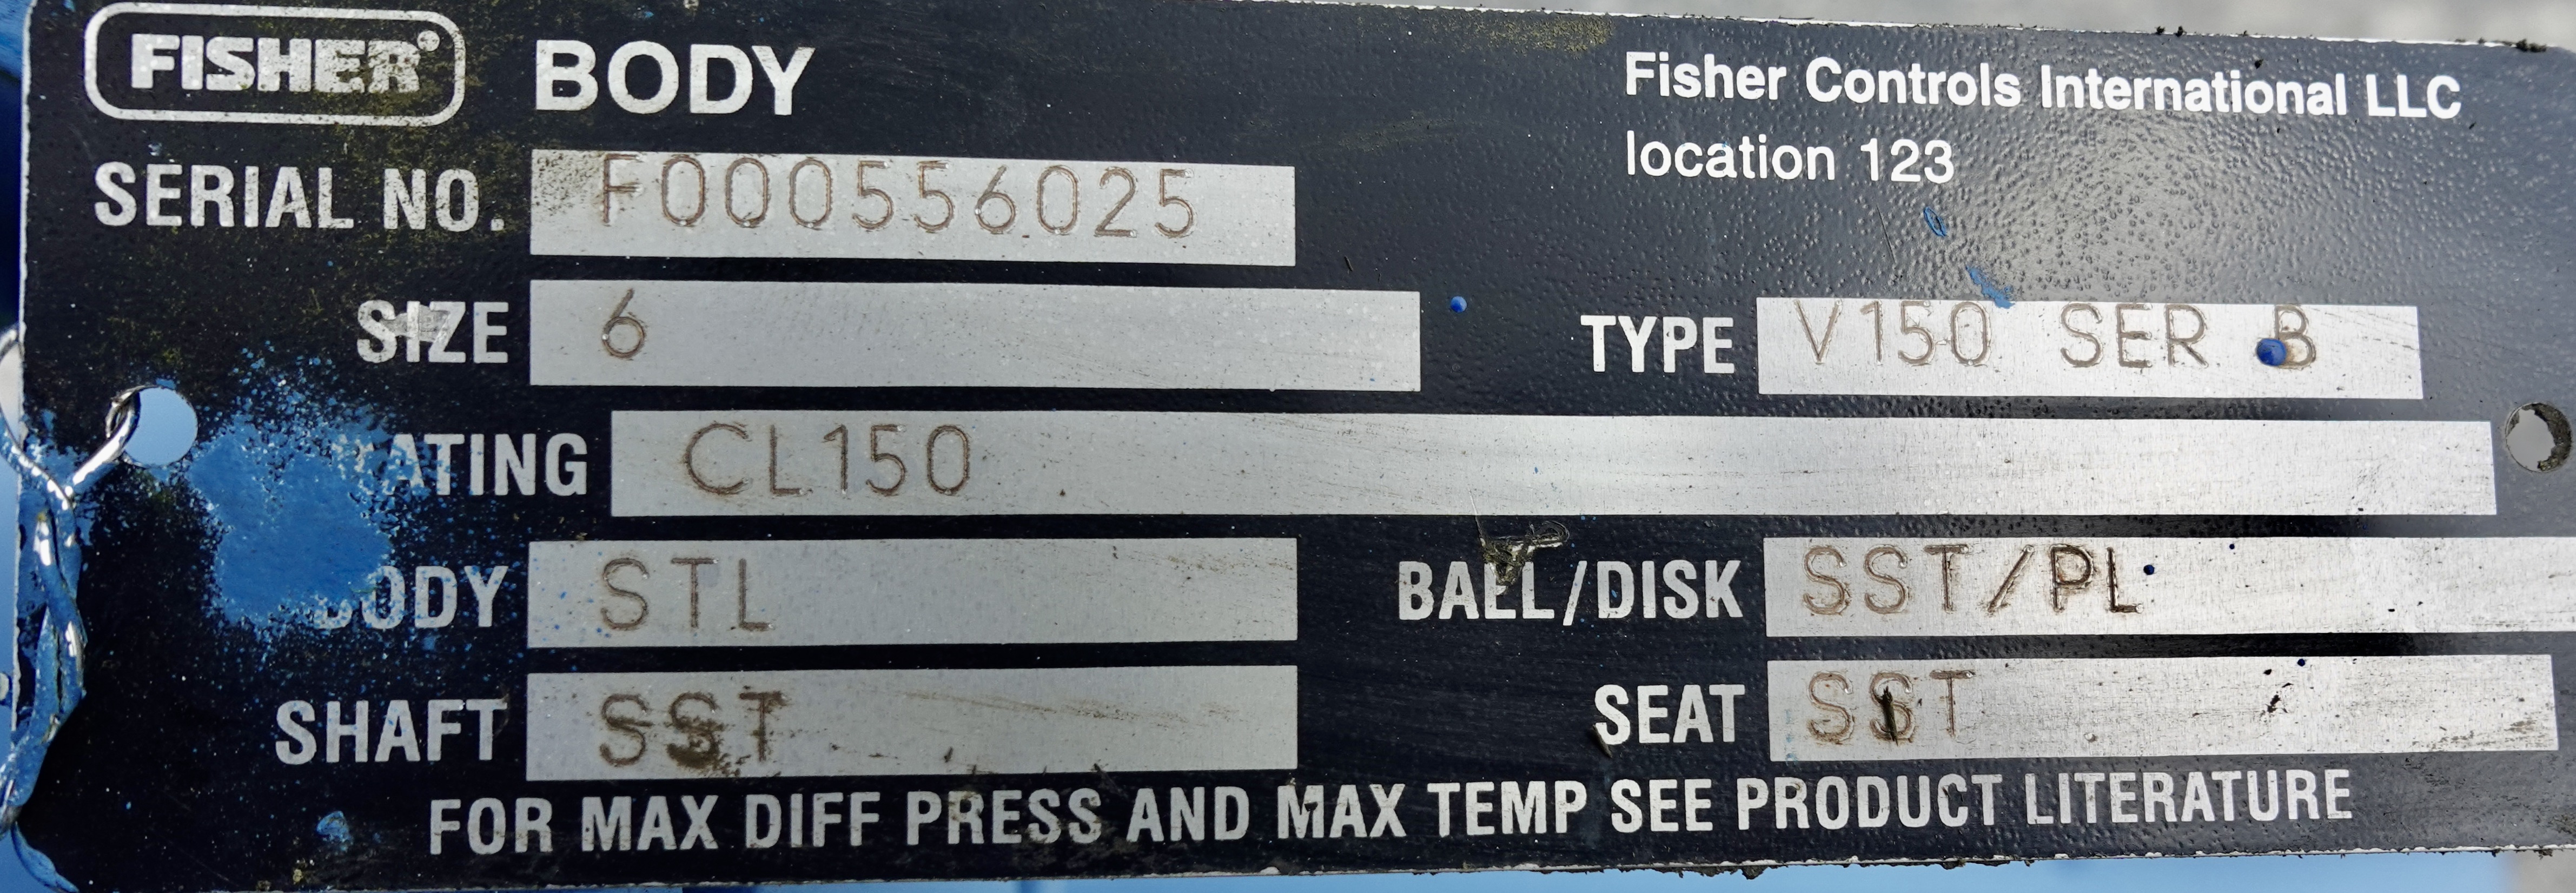 FISHER® BODY
Fisher Controls International LLC
location 123
SERIAL NO. F000556025
SIZE 6 TYPE V150 SER B
RATING CL150
BODY STL BALL/DISK SST/PL
SHAFT SST SEAT SST
FOR MAX DIFF PRESS AND MAX TEMP SEE PRODUCT LITERATURE